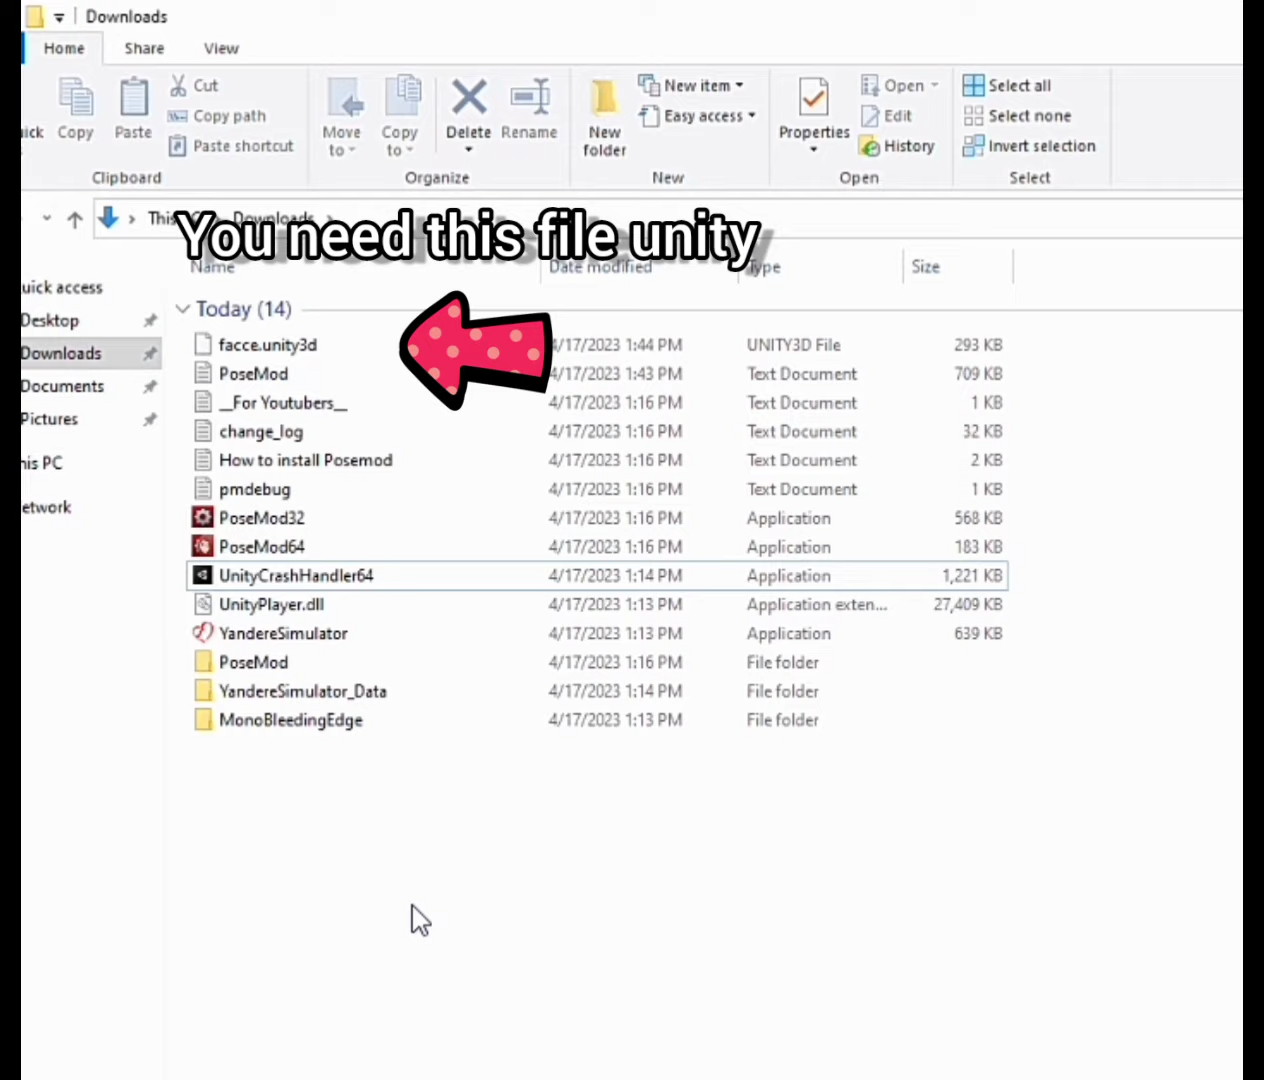 Downloads
Home Share View
Copy Paste Cut
Copy path
Paste shortcut
Move to Copy to Delete Rename
New folder
New item
Easy access
Properties
Open
Edit
History
Select all
Select none
Invert selection
Clipboard Organize New Open Select
This Downloads
You need this file unity
Name Date modified Type Size
uick access
Desktop
Downloads
Documents
Pictures
his PC
etwork
Today (14)
facce.unity3d 4/17/2023 1:44 PM UNITY3D File 293 KB
PoseMod 4/17/2023 1:43 PM Text Document 709 KB
__For Youtubers__ 4/17/2023 1:16 PM Text Document 1 KB
change_log 4/17/2023 1:16 PM Text Document 32 KB
How to install Posemod 4/17/2023 1:16 PM Text Document 2 KB
pmdebug 4/17/2023 1:16 PM Text Document 1 KB
PoseMod32 4/17/2023 1:16 PM Application 568 KB
PoseMod64 4/17/2023 1:16 PM Application 183 KB
UnityCrashHandler64 4/17/2023 1:14 PM Application 1,221 KB
UnityPlayer.dll 4/17/2023 1:13 PM Application exten... 27,409 KB
YandereSimulator 4/17/2023 1:13 PM Application 639 KB
PoseMod 4/17/2023 1:16 PM File folder
YandereSimulator_Data 4/17/2023 1:14 PM File folder
MonoBleedingEdge 4/17/2023 1:13 PM File folder